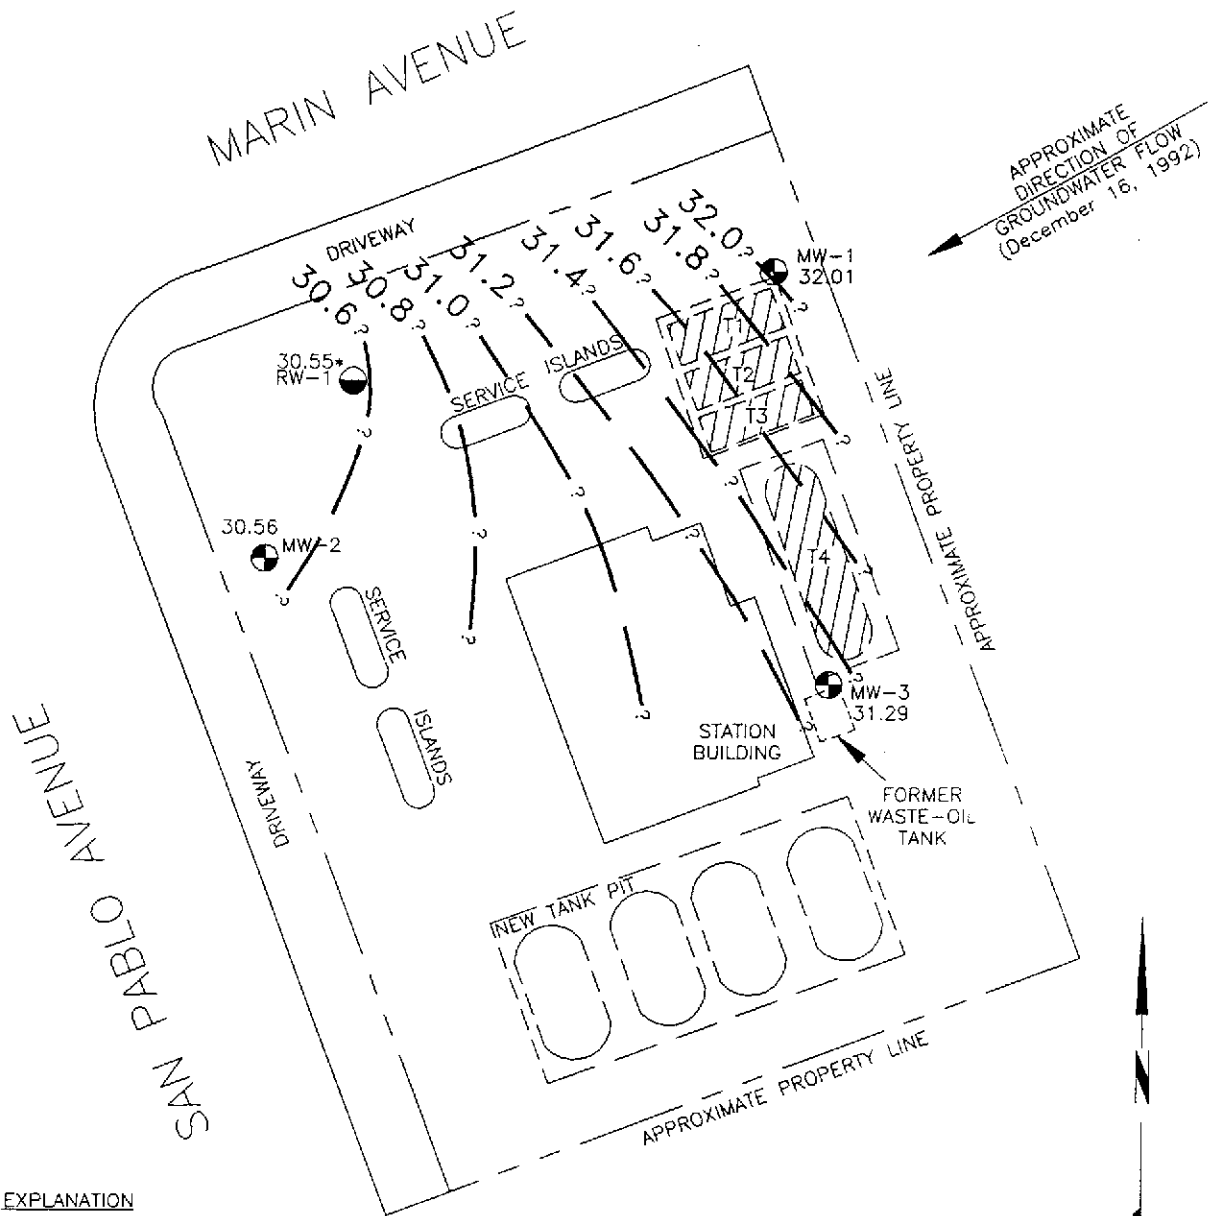 MARIN AVENUE
APPROXIMATE
DIRECTION OF
GROUNDWATER FLOW
(December 16, 1992)
DRIVEWAY
32.0?
31.8?
31.6?
31.4?
31.2?
31.0?
30.8?
30.6?
MW-1
32.01
?
T1
T2
T3
?
30.55*
RW-1
SERVICE ISLANDS
?
?
?
?
?
30.56
MW-2
?
T4
?
APPROXIMATE PROPERTY LINE
SERVICE
ISLANDS
?
?
?
MW-3
31.29
?
STATION
BUILDING
FORMER
WASTE-OIL
TANK
SAN PABLO AVENUE
DRIVEWAY
NEW TANK PIT
APPROXIMATE PROPERTY LINE
N
EXPLANATION